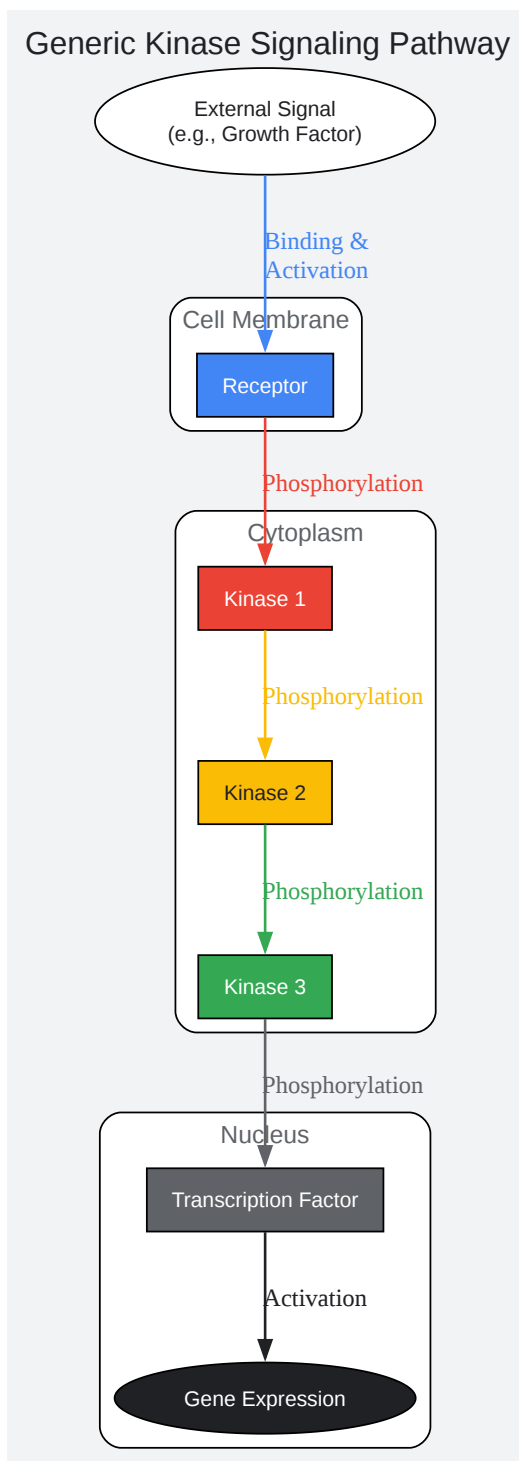 Generic Kinase Signaling Pathway
External Signal
(e.g., Growth Factor)
Binding &
Activation
Cell Membrane
Receptor
Phosphorylation
Cytoplasm
Kinase 1
Phosphorylation
Kinase 2
Phosphorylation
Kinase 3
Phosphorylation
Nucleus
Transcription Factor
Activation
Gene Expression